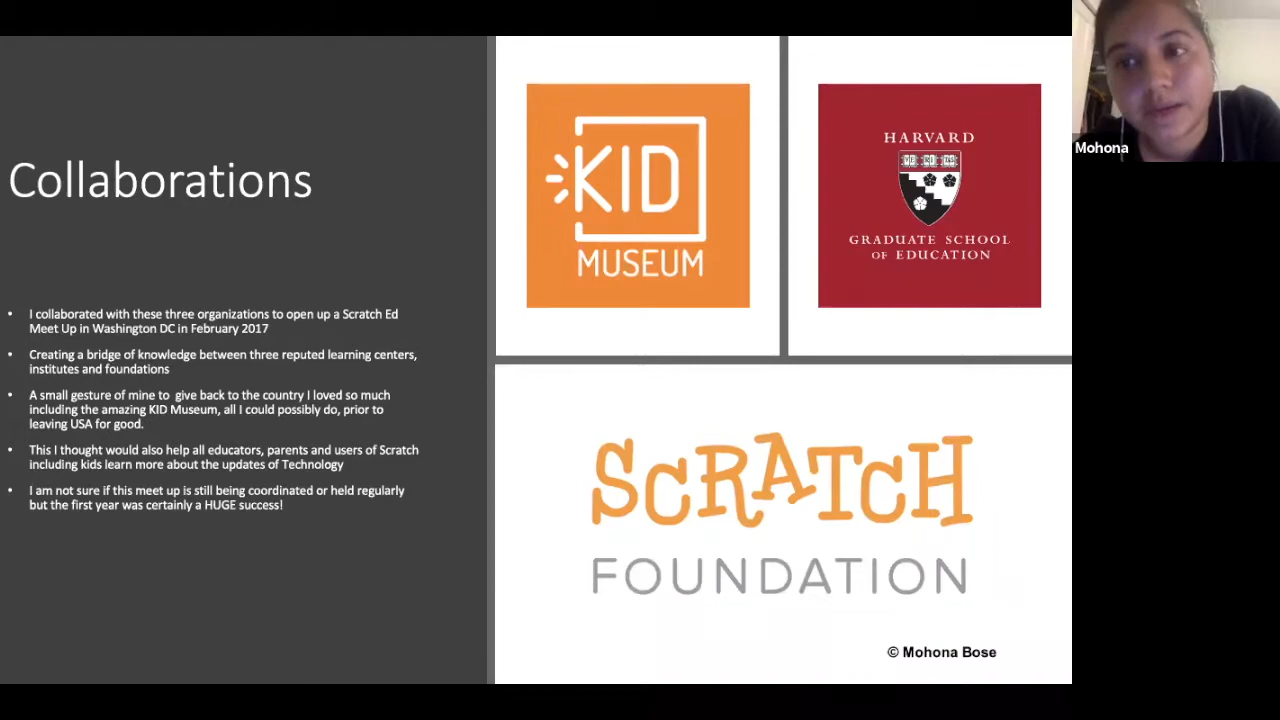 Collaborations
• I collaborated with these three organizations to open up a Scratch Ed
Meet Up in Washington DC in February 2017
• Creating a bridge of knowledge between three reputed learning centers,
institutes and foundations
• A small gesture of mine to  give back to the country I loved so much
including the amazing KID Museum, all I could possibly do, prior to
leaving USA for good.
• This I thought would also help all educators, parents and users of Scratch
including kids learn more about the updates of Technology
• I am not sure if this meet up is still being coordinated or held regularly
but the first year was certainly a HUGE success!
KID
MUSEUM
HARVARD
VE RI TAS
GRADUATE SCHOOL
OF EDUCATION
SCRATCH
FOUNDATION
© Mohona Bose
Mohona